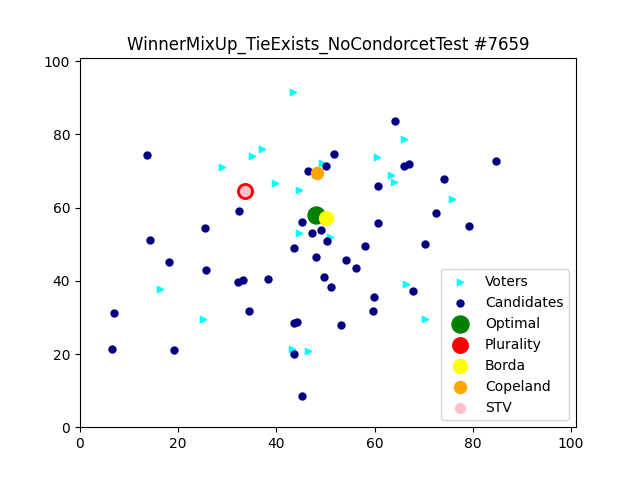 WinnerMixUp_TieExists_NoCondorcetTest #7659
100
80
60
40
20
0
0 20 40 60 80 100
Voters
Candidates
Optimal
Plurality
Borda
Copeland
STV